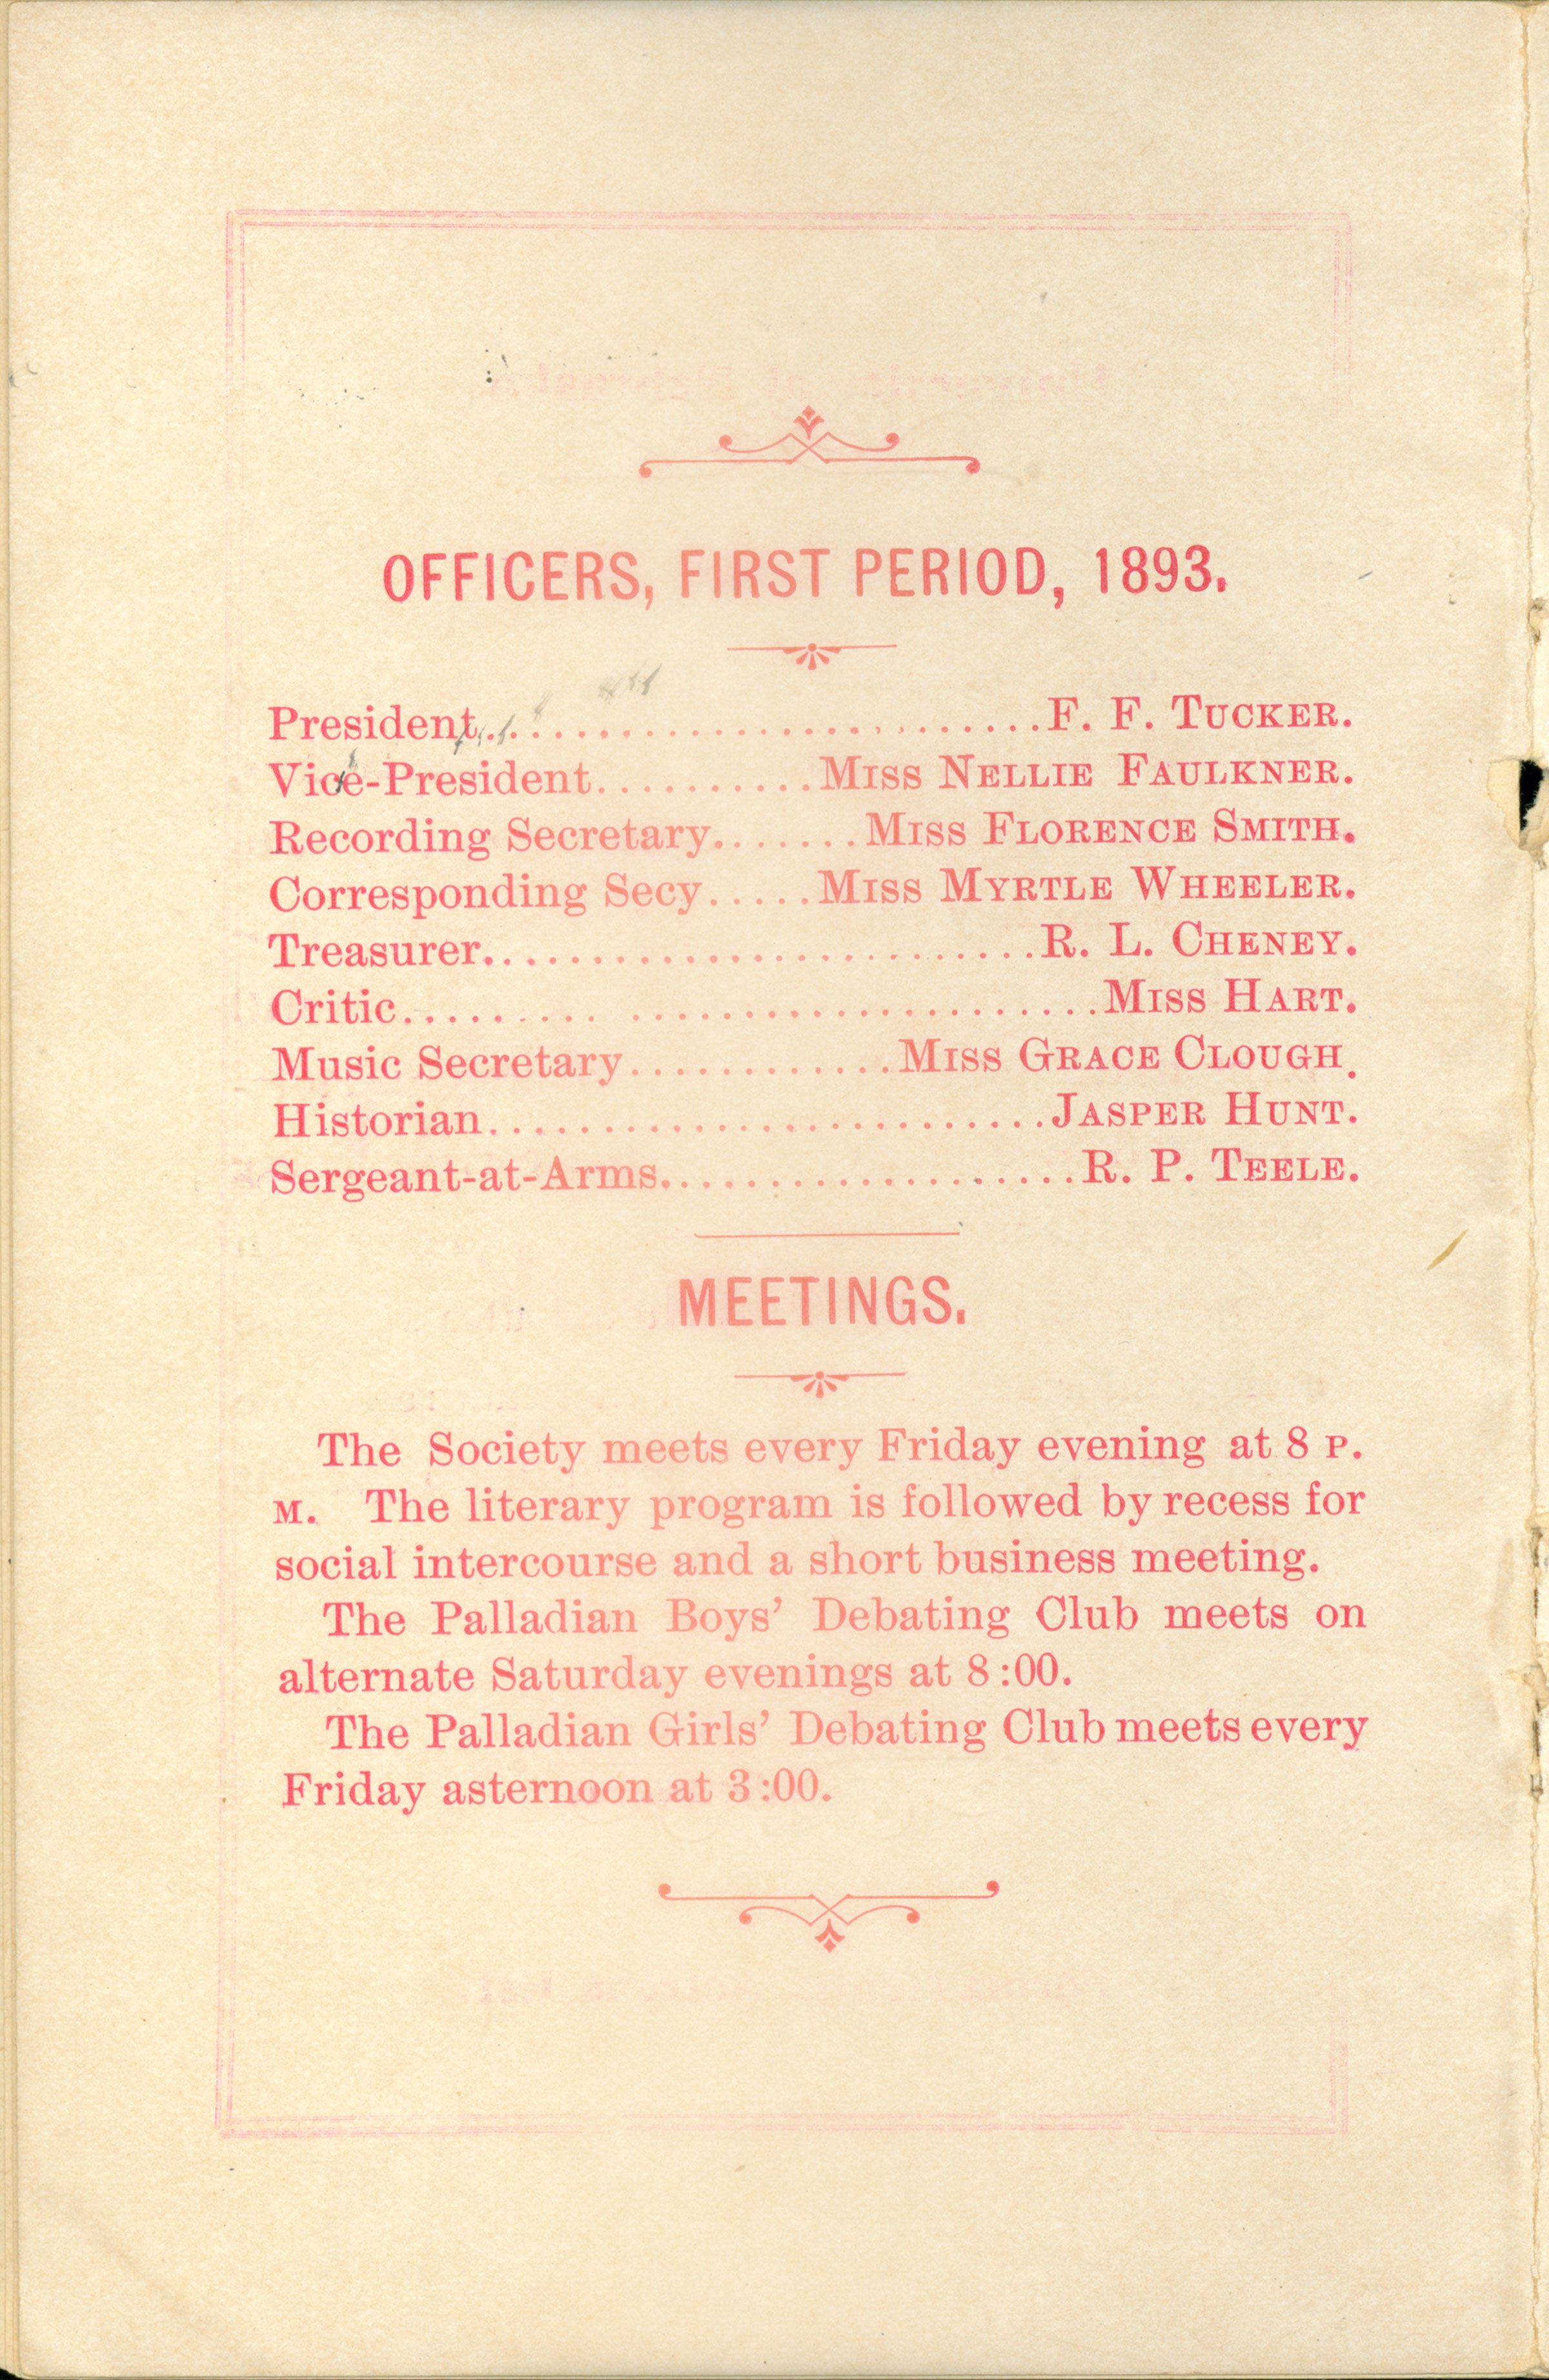 OFFICERS, FIRST PERIOD, 1893.
President..........................F. F. TUCKER.
Vice-President..........MISS NELLIE FAULKNER.
Recording Secretary.......MISS FLORENCE SMITH.
Corresponding Secy.....MISS MYRTLE WHEELER.
Treasurer..........................R. L. CHENEY.
Critic......... .....................MISS HART.
Music Secretary............MISS GRACE CLOUGH.
Historian.........................JASPER HUNT.
Sergeant-at-Arms...................R. P. TEELE.
MEETINGS.
The Society meets every Friday evening at 8 P.
M. The literary program is followed by recess for
social intercourse and a short business meeting.
The Palladian Boys' Debating Club meets on
alternate Saturday evenings at 8:00.
The Palladian Girls' Debating Club meets every
Friday asternoon at 3:00.